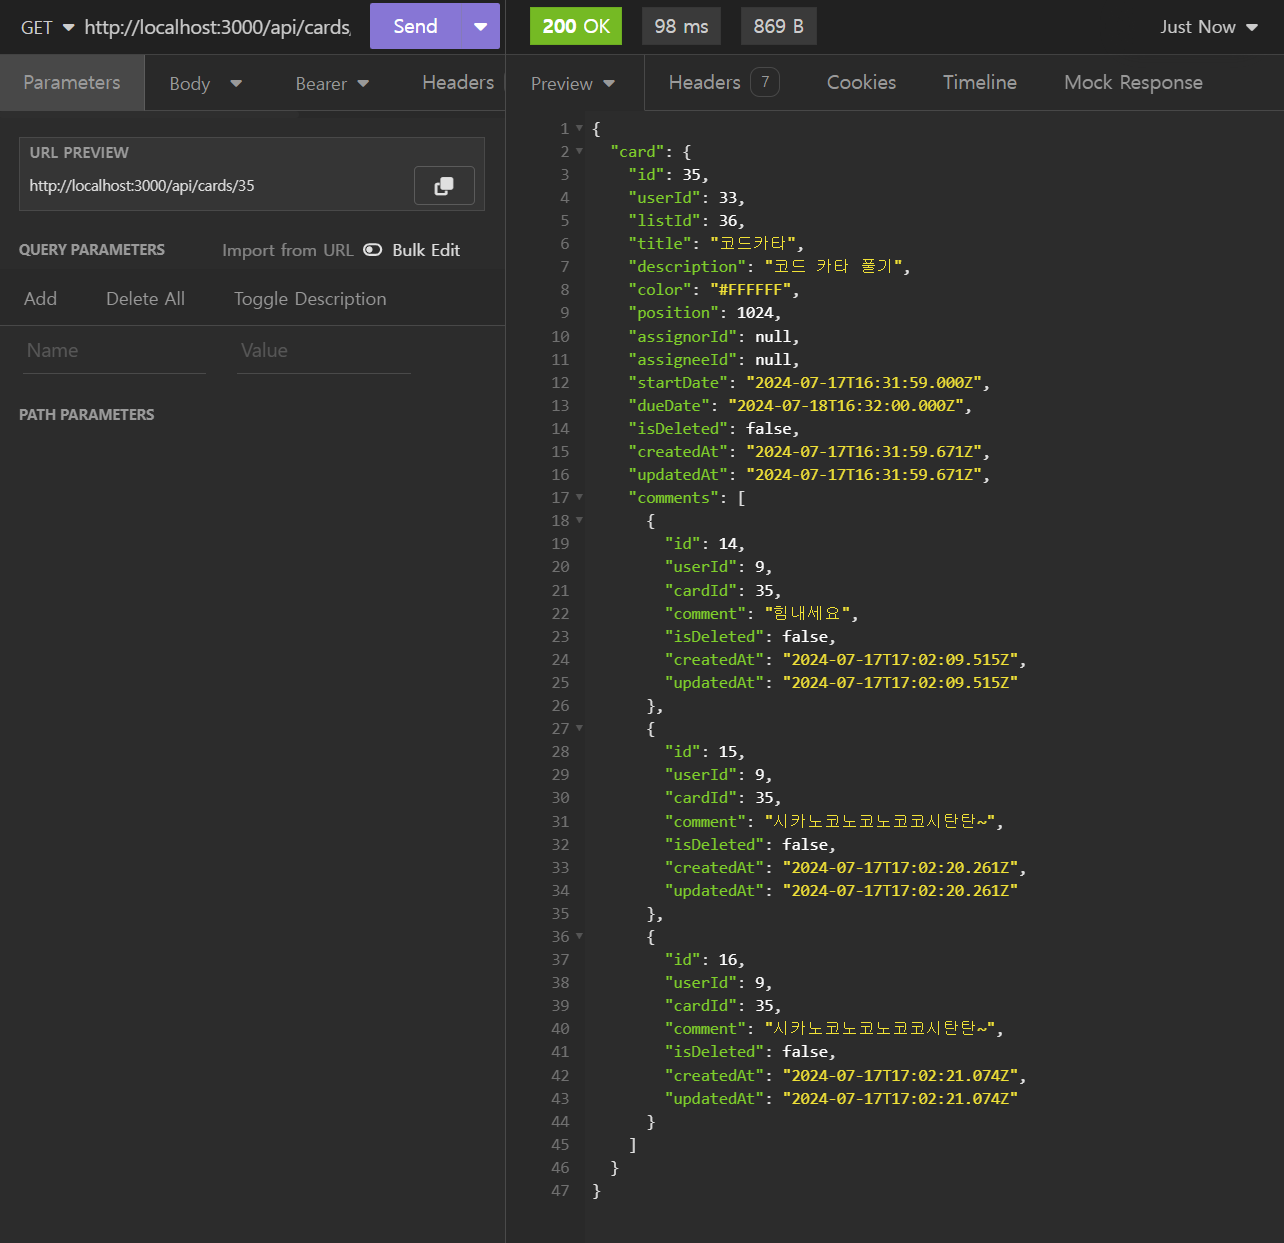 GET http://localhost:3000/api/cards, Send
200 OK 98 ms 869 B Just Now
Parameters Body Bearer Headers
Preview Headers 7 Cookies Timeline Mock Response
URL PREVIEW
http://localhost:3000/api/cards/35
QUERY PARAMETERS Import from URL Bulk Edit
Add Delete All Toggle Description
Name Value
PATH PARAMETERS
1 {
2 "card": {
3 "id": 35,
4 "userId": 33,
5 "listId": 36,
6 "title": "코드카타",
7 "description": "코드 카타 풀기",
8 "color": "#FFFFFF",
9 "position": 1024,
10 "assignorId": null,
11 "assigneeId": null,
12 "startDate": "2024-07-17T16:31:59.000Z",
13 "dueDate": "2024-07-18T16:32:00.000Z",
14 "isDeleted": false,
15 "createdAt": "2024-07-17T16:31:59.671Z",
16 "updatedAt": "2024-07-17T16:31:59.671Z",
17 "comments": [
18 {
19 "id": 14,
20 "userId": 9,
21 "cardId": 35,
22 "comment": "힘내세요",
23 "isDeleted": false,
24 "createdAt": "2024-07-17T17:02:09.515Z",
25 "updatedAt": "2024-07-17T17:02:09.515Z"
26 },
27 {
28 "id": 15,
29 "userId": 9,
30 "cardId": 35,
31 "comment": "시카노코노코노코코시탄탄~",
32 "isDeleted": false,
33 "createdAt": "2024-07-17T17:02:20.261Z",
34 "updatedAt": "2024-07-17T17:02:20.261Z"
35 },
36 {
37 "id": 16,
38 "userId": 9,
39 "cardId": 35,
40 "comment": "시카노코노코노코코시탄탄~",
41 "isDeleted": false,
42 "createdAt": "2024-07-17T17:02:21.074Z",
43 "updatedAt": "2024-07-17T17:02:21.074Z"
44 }
45 ]
46 }
47 }